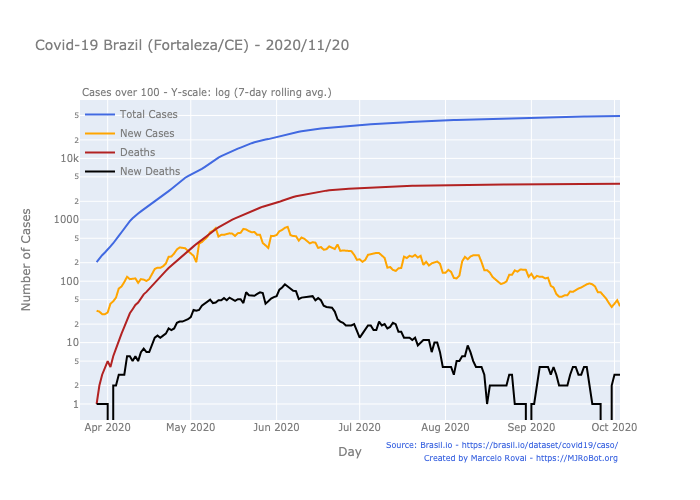 Covid-19 Brazil (Fortaleza/CE) - 2020/11/20
Cases over 100 - Y-scale: log (7-day rolling avg.)
Total Cases
New Cases
Deaths
New Deaths
5
2
10k
5
2
1000
5
2
100
5
2
10
5
2
1
Number of Cases
Apr 2020
May 2020
Jun 2020
Jul 2020
Aug 2020
Sep 2020
Oct 2020
Day
Source: Brasil.io - https://brasil.io/dataset/covid19/caso/
Created by Marcelo Rovai - https://MJRoBot.org